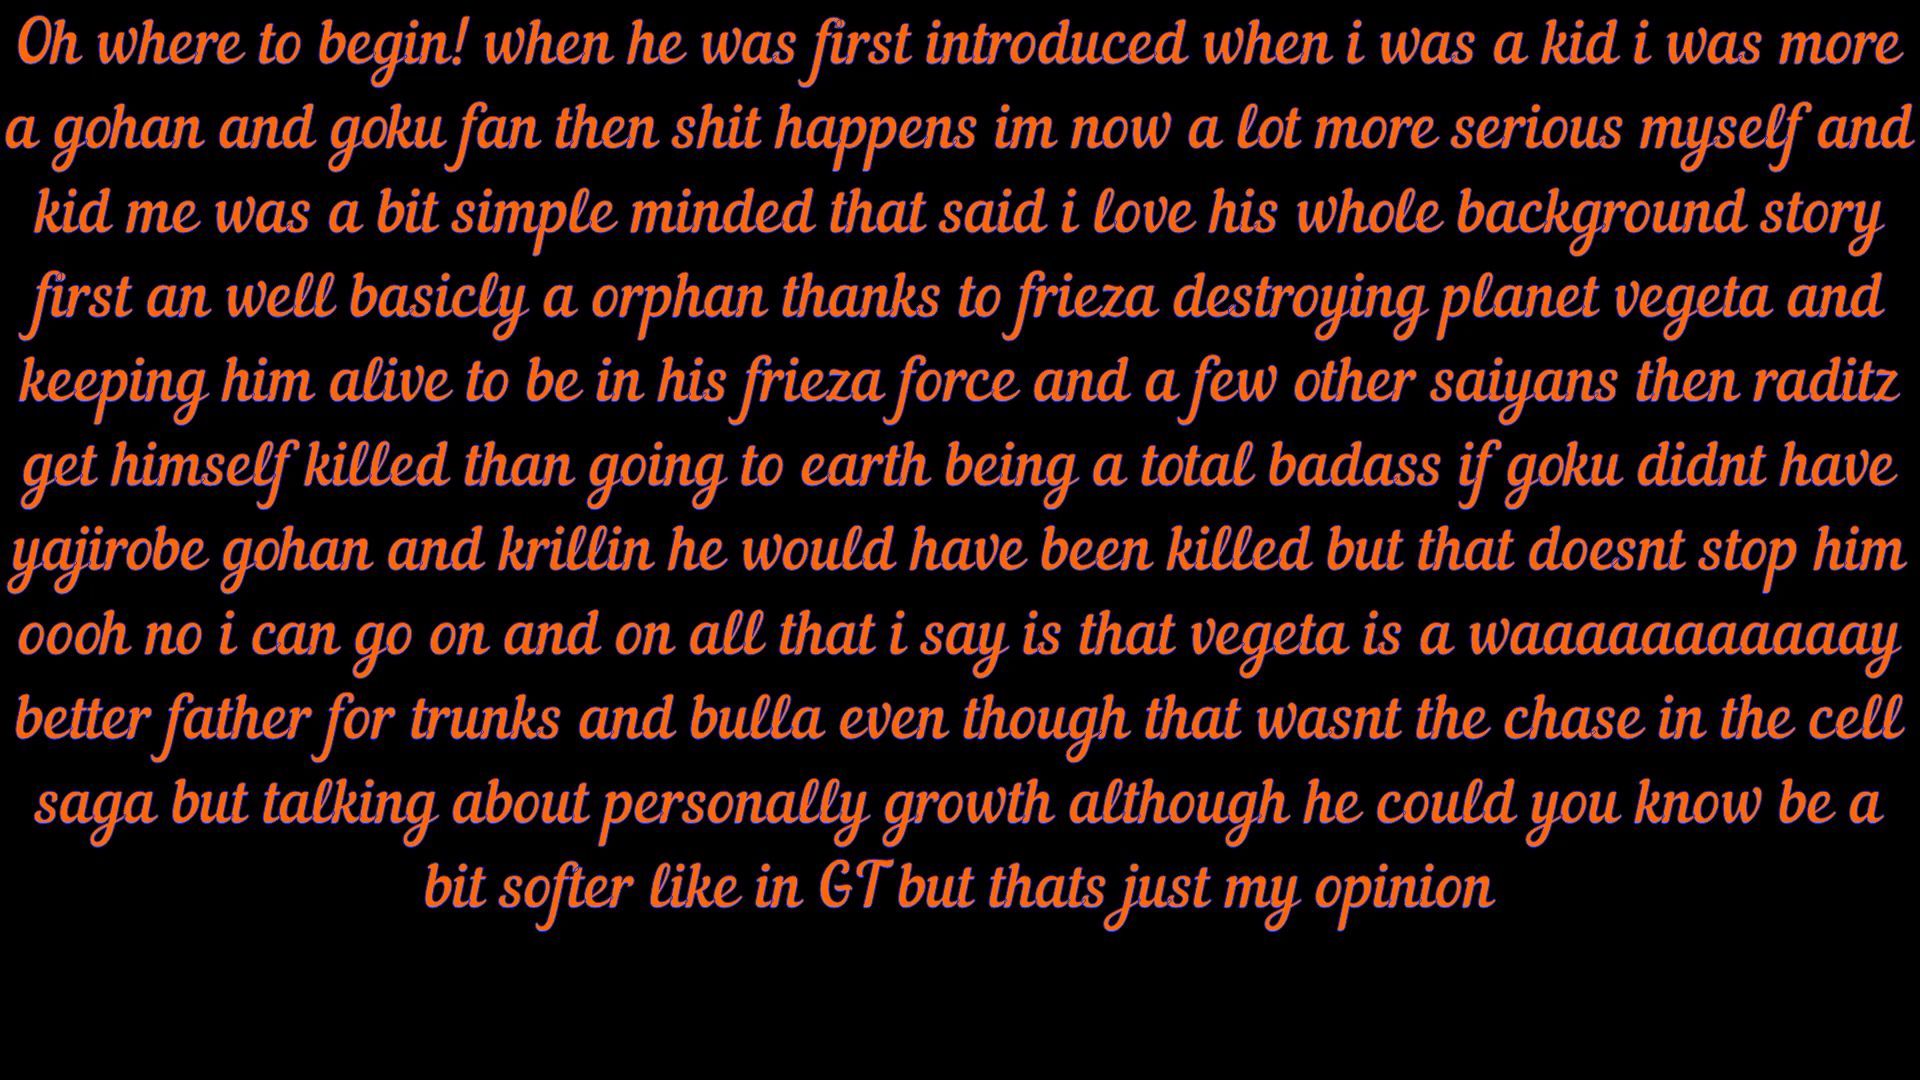 Oh where to begin! when he was first introduced when i was a kid i was more
a gohan and goku fan then shit happens im now a lot more serious myself and
kid me was a bit simple minded that said i love his whole background story
first an well basicly a orphan thanks to frieza destroying planet vegeta and
keeping him alive to be in his frieza force and a few other saiyans then raditz
get himself killed than going to earth being a total badass if goku didnt have
yajirobe gohan and krillin he would have been killed but that doesnt stop him
oooh no i can go on and on all that i say is that vegeta is a waaaaaaaaaaaay
better father for trunks and bulla even though that wasnt the chase in the cell
saga but talking about personally growth although he could you know be a
bit softer like in GT but thats just my opinion